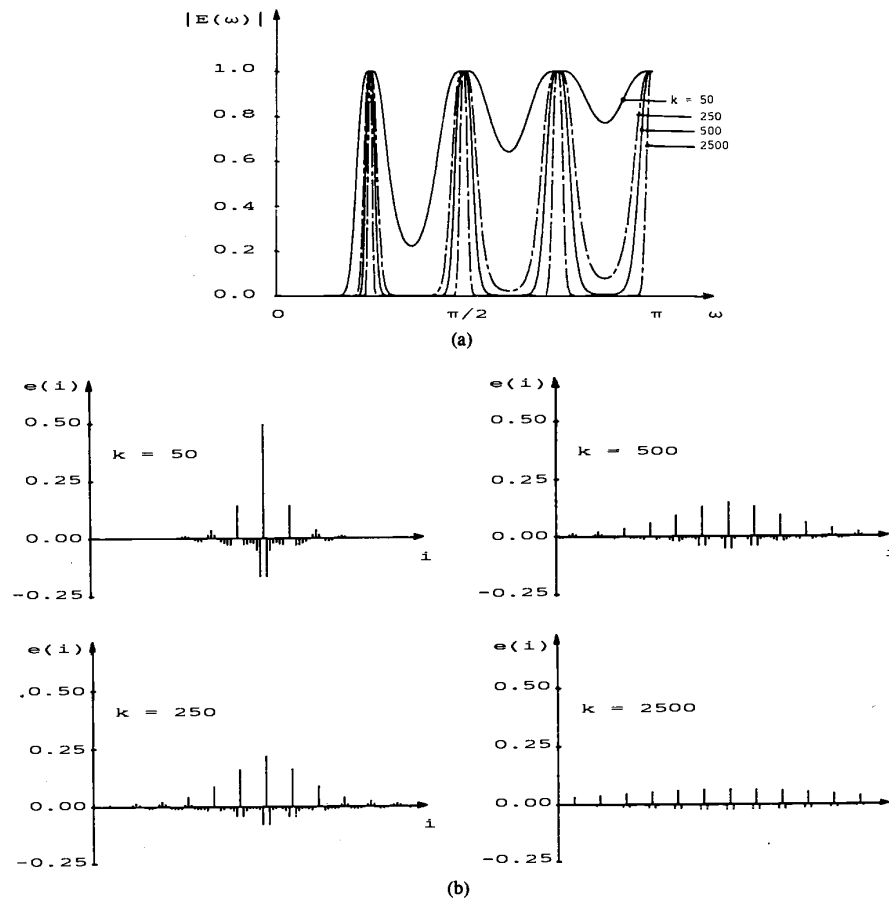 |E(ω)|
1.0
0.8
0.6
0.4
0.2
0.0
k = 50
250
500
2500
0
π/2
π
ω
(a)
e(i)
0.50
0.25
0.00
-0.25
k = 50
i
e(i)
0.50
0.25
0.00
-0.25
k = 500
i
e(i)
0.50
0.25
0.00
-0.25
k = 250
i
e(i)
0.50
0.25
0.00
-0.25
k = 2500
i
(b)